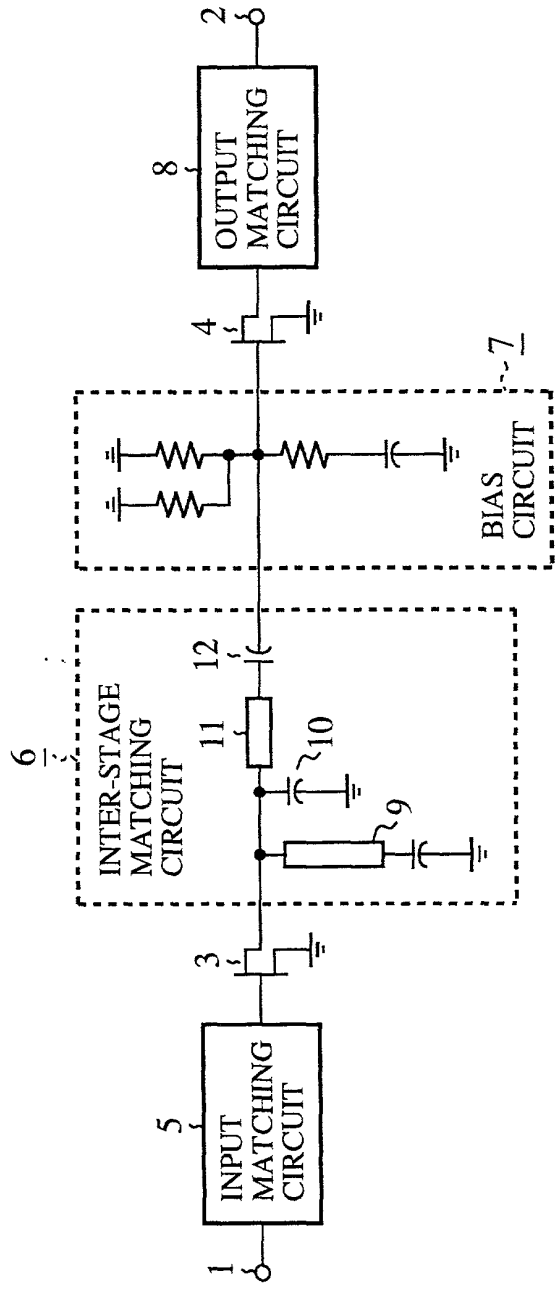 1
5
INPUT
MATCHING
CIRCUIT
3
6
INTER-STAGE
MATCHING
CIRCUIT
9
10
11
12
7
BIAS
CIRCUIT
4
8
OUTPUT
MATCHING
CIRCUIT
2